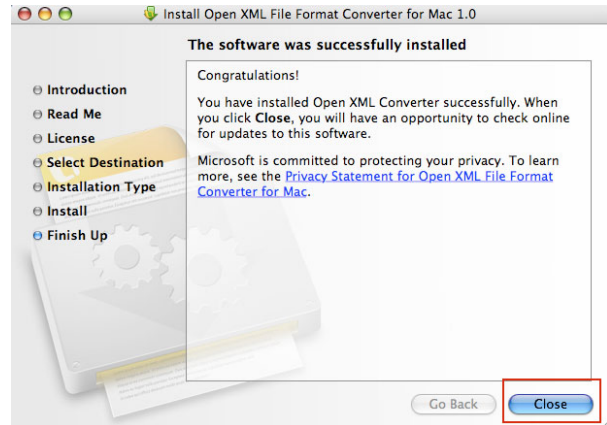 Install Open XML File Format Converter for Mac 1.0
The software was successfully installed
Introduction
Read Me
License
Select Destination
Installation Type
Install
Finish Up
Congratulations!
You have installed Open XML Converter successfully. When
you click Close, you will have an opportunity to check online
for updates to this software.
Microsoft is committed to protecting your privacy. To learn
more, see the Privacy Statement for Open XML File Format
Converter for Mac.
Go Back
Close